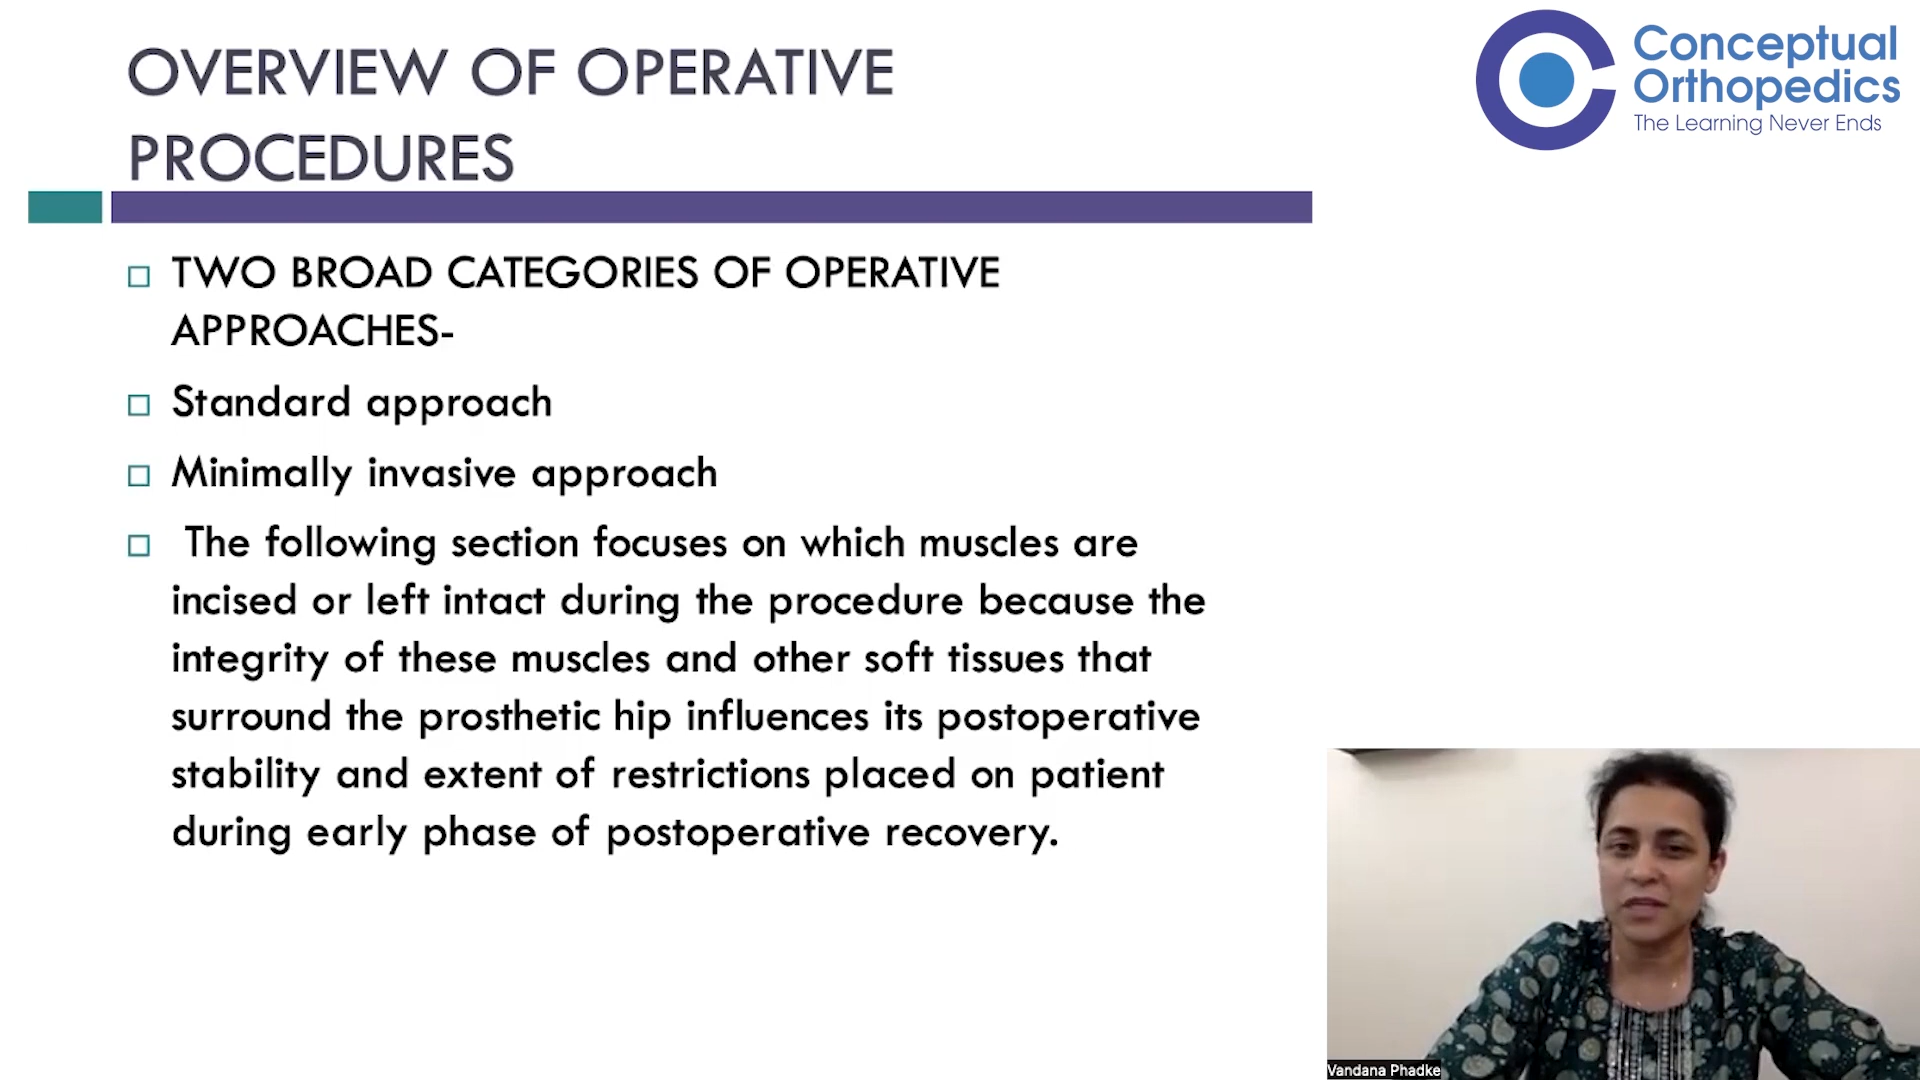 OVERVIEW OF OPERATIVE
PROCEDURES
Conceptual
Orthopedics
The Learning Never Ends
TWO BROAD CATEGORIES OF OPERATIVE
APPROACHES-
Standard approach
Minimally invasive approach
The following section focuses on which muscles are
incised or left intact during the procedure because the
integrity of these muscles and other soft tissues that
surround the prosthetic hip influences its postoperative
stability and extent of restrictions placed on patient
during early phase of postoperative recovery.
Vandana Phadke